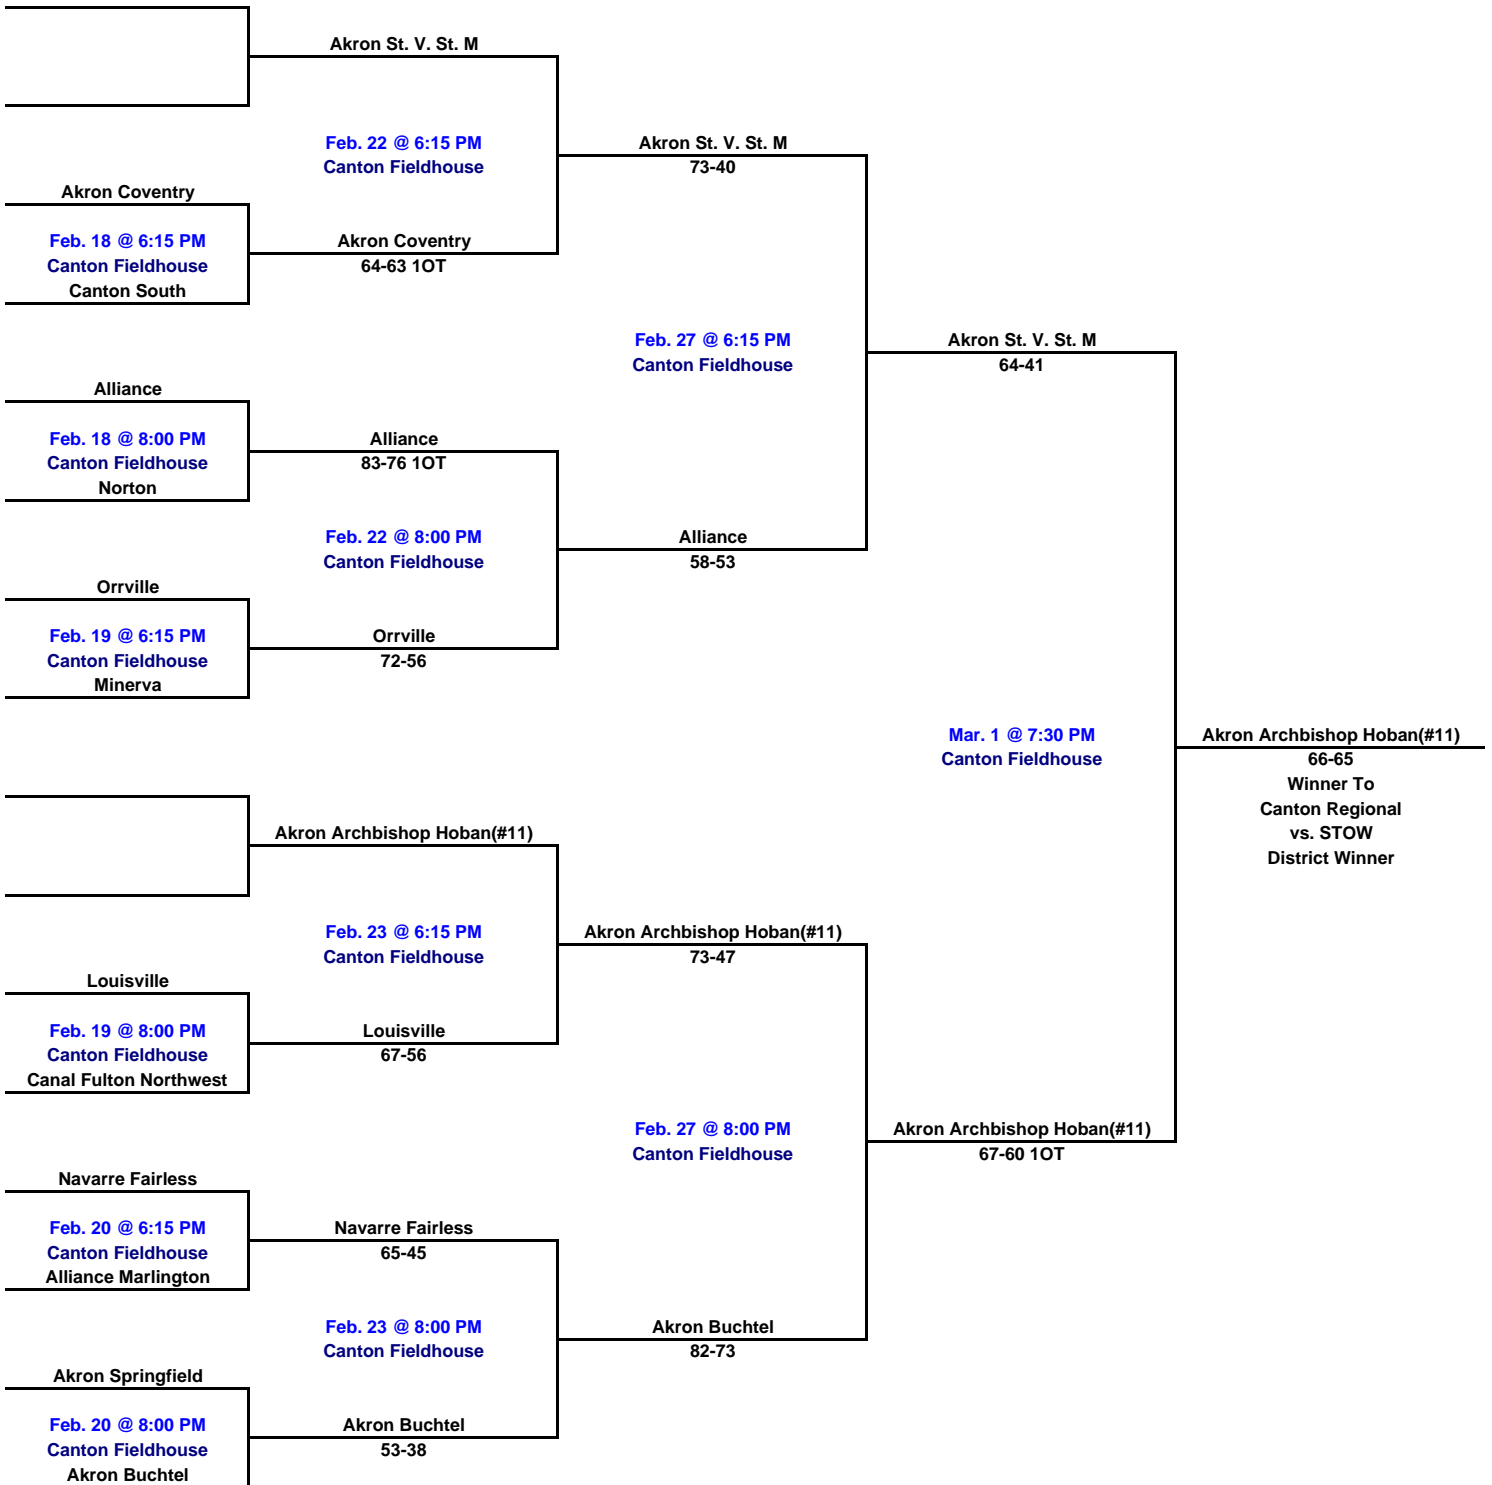 Akron St. V. St. M
Feb. 22 @ 6:15 PM
Canton Fieldhouse
Akron St. V. St. M
73-40
Akron Coventry
Feb. 18 @ 6:15 PM
Canton Fieldhouse
Canton South
Akron Coventry
64-63 1OT
Feb. 27 @ 6:15 PM
Canton Fieldhouse
Akron St. V. St. M
64-41
Alliance
Feb. 18 @ 8:00 PM
Canton Fieldhouse
Norton
Alliance
83-76 1OT
Feb. 22 @ 8:00 PM
Canton Fieldhouse
Alliance
58-53
Orrville
Feb. 19 @ 6:15 PM
Canton Fieldhouse
Minerva
Orrville
72-56
Mar. 1 @ 7:30 PM
Canton Fieldhouse
Akron Archbishop Hoban(#11)
66-65
Winner To
Canton Regional
vs. STOW
District Winner
Akron Archbishop Hoban(#11)
Feb. 23 @ 6:15 PM
Canton Fieldhouse
Akron Archbishop Hoban(#11)
73-47
Louisville
Feb. 19 @ 8:00 PM
Canton Fieldhouse
Canal Fulton Northwest
Louisville
67-56
Feb. 27 @ 8:00 PM
Canton Fieldhouse
Akron Archbishop Hoban(#11)
67-60 1OT
Navarre Fairless
Feb. 20 @ 6:15 PM
Canton Fieldhouse
Alliance Marlington
Navarre Fairless
65-45
Feb. 23 @ 8:00 PM
Canton Fieldhouse
Akron Buchtel
82-73
Akron Springfield
Feb. 20 @ 8:00 PM
Canton Fieldhouse
Akron Buchtel
Akron Buchtel
53-38